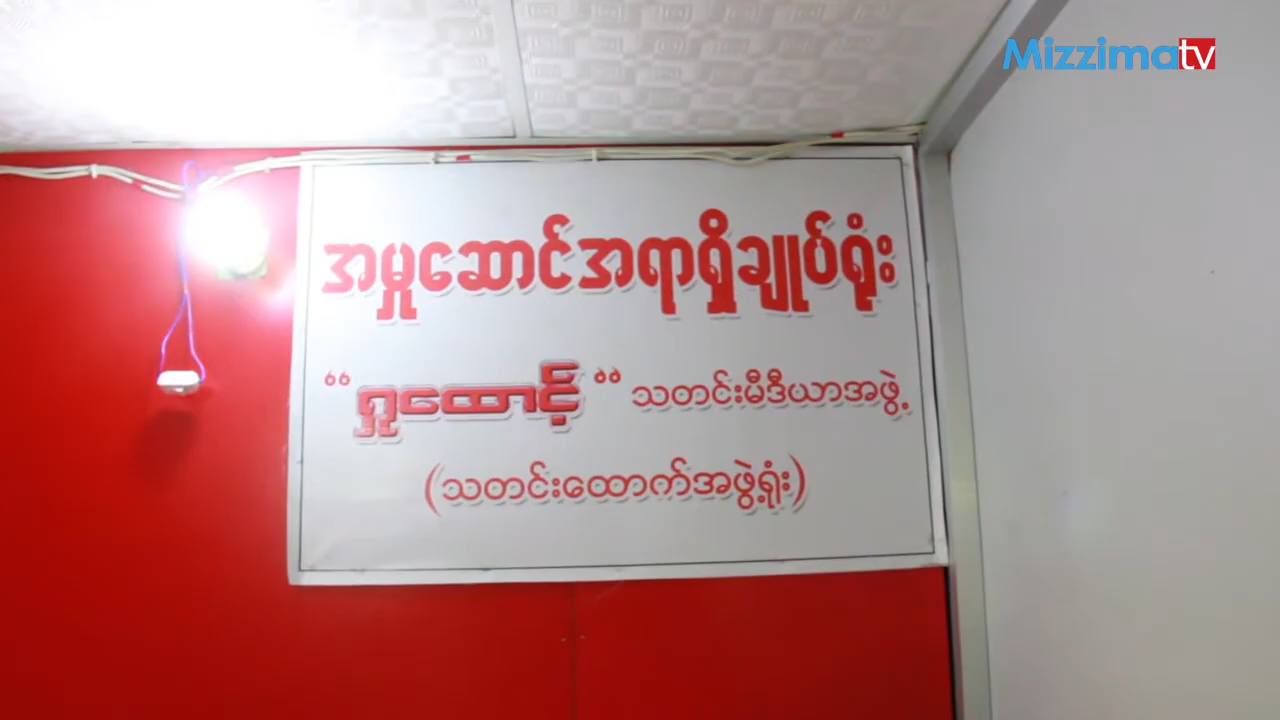 Mizzimatv
အမှုဆောင်အရာရှိချုပ်ရုံး
“ရှုထောင့်“ သတင်းမီဒီယာအဖွဲ့
(သတင်းထောက်အဖွဲ့ရုံး)